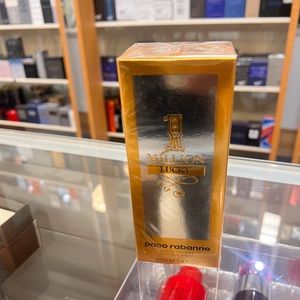 1
MILLION
LUCKY
paco rabanne